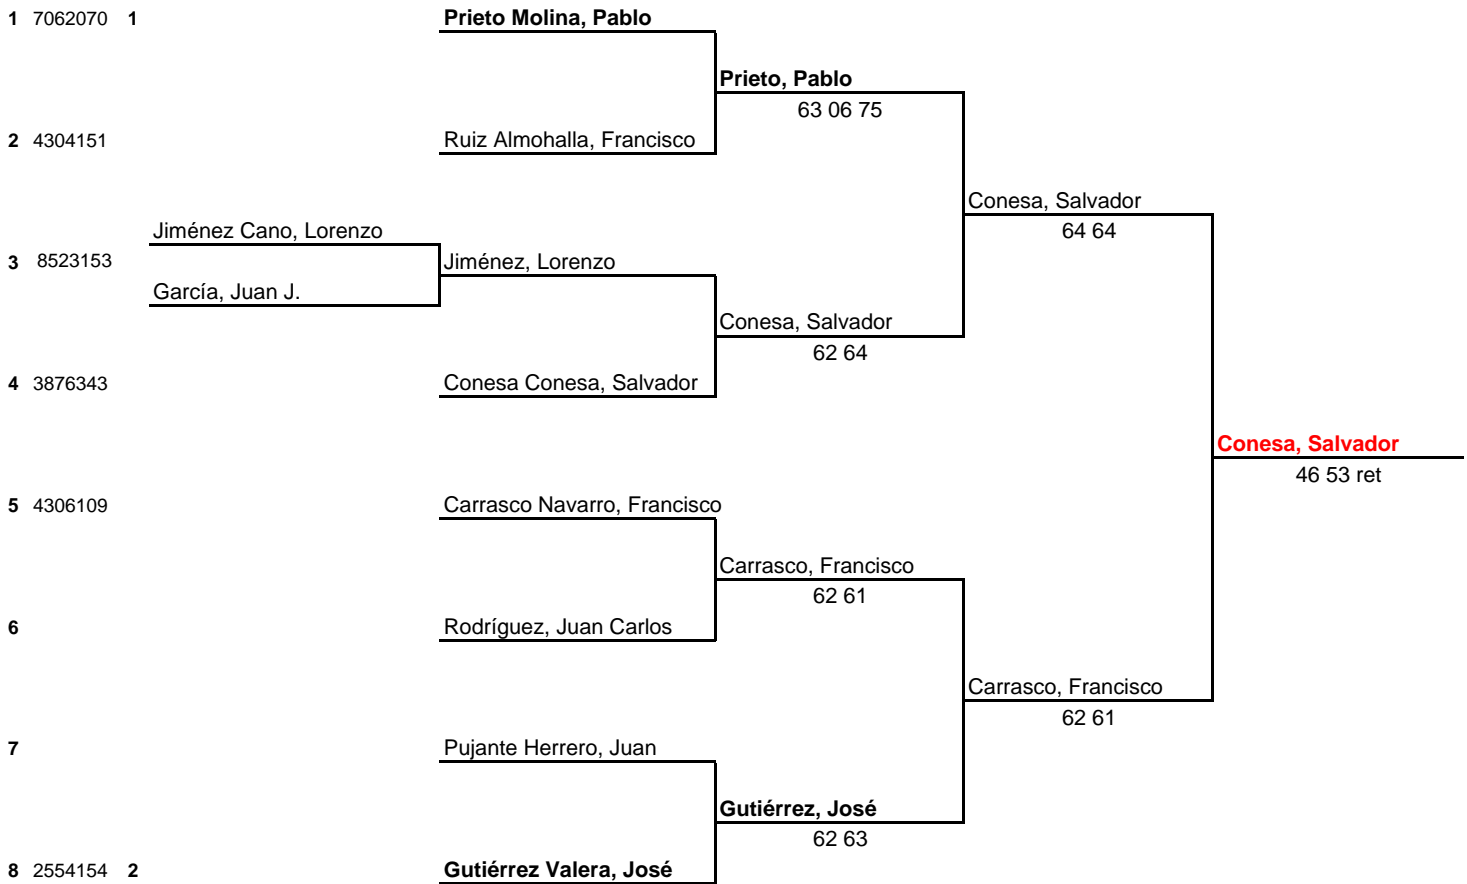 1 7062070 1 Prieto Molina, Pablo
Prieto, Pablo
63 06 75
2 4304151 Ruiz Almohalla, Francisco
Conesa, Salvador
64 64
Jiménez Cano, Lorenzo
3 8523153 Jiménez, Lorenzo
García, Juan J.
Conesa, Salvador
62 64
4 3876343 Conesa Conesa, Salvador
Conesa, Salvador
46 53 ret
5 4306109 Carrasco Navarro, Francisco
Carrasco, Francisco
62 61
6 Rodríguez, Juan Carlos
Carrasco, Francisco
62 61
7 Pujante Herrero, Juan
Gutiérrez, José
62 63
8 2554154 2 Gutiérrez Valera, José